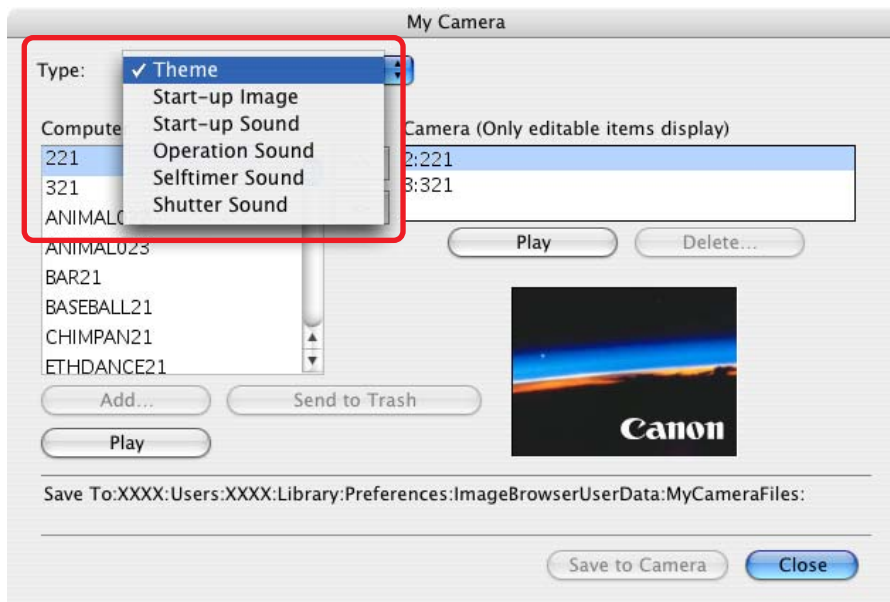 My Camera
Type:
✓ Theme
Start-up Image
Start-up Sound
Operation Sound
Selftimer Sound
Shutter Sound
Camera (Only editable items display)
221
321
ANIMAL023
BAR21
BASEBALL21
CHIMPAN21
ETHDANCE21
2:221
3:321
Play
Delete...
Add...
Send to Trash
Play
Canon
Save To:XXXX:Users:XXXX:Library:Preferences:ImageBrowserUserData:MyCameraFiles:
Save to Camera
Close